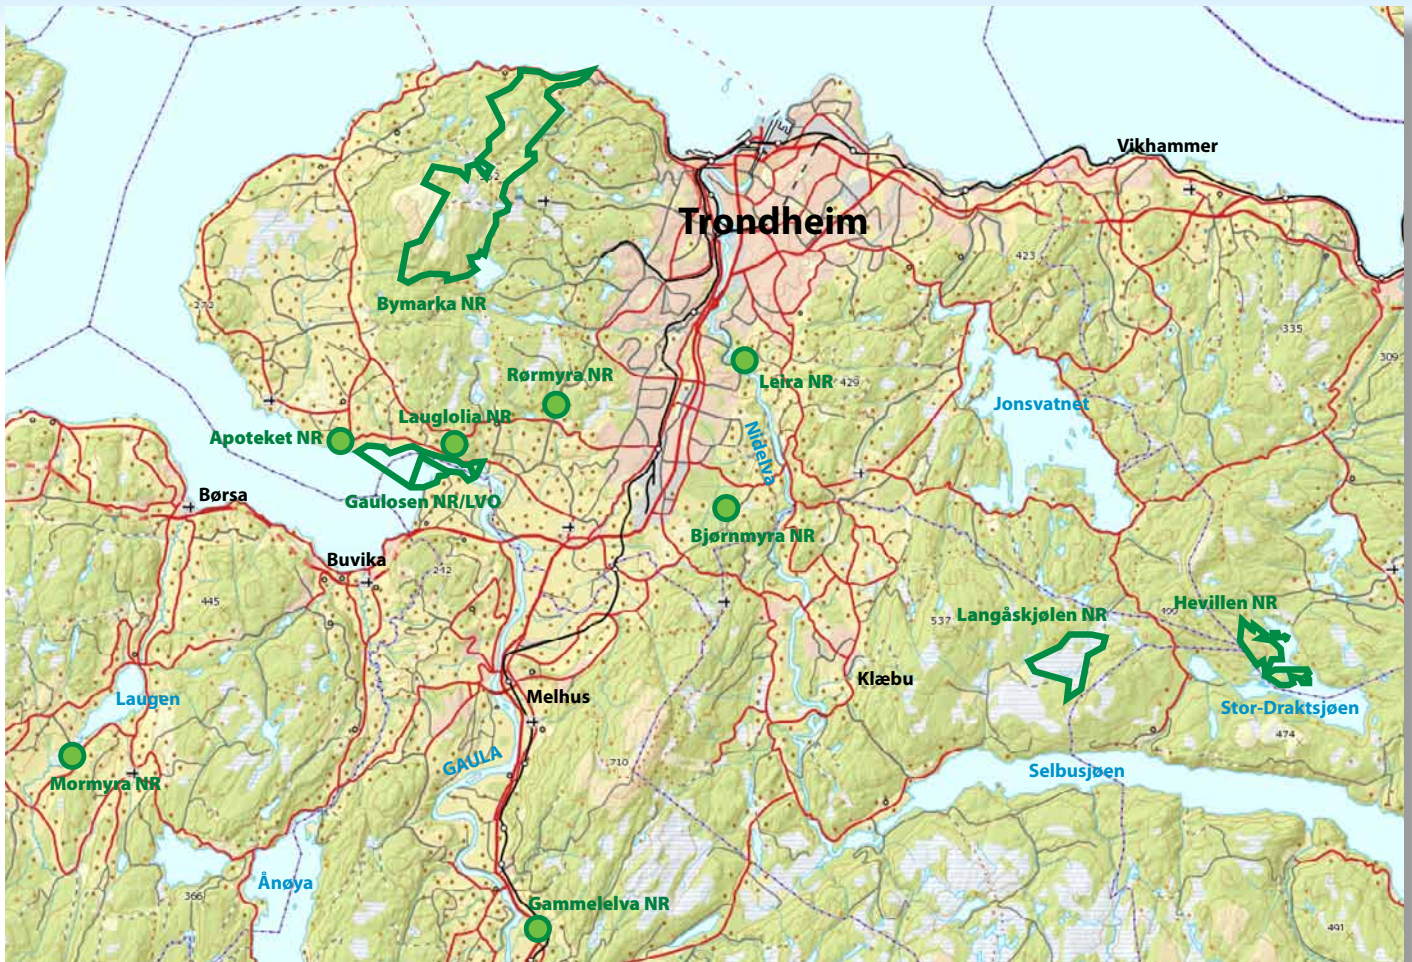 Vikhammer
Trondheim
252
423
272
Bymarka NR
335
309
Rørmyra NR
Leira NR
429
Jonsvatnet
Lauglolia NR
Apoteket NR
Nidelva
Gaulosen NR/LVO
Børsa
Bjørnmyra NR
Buvika
242
445
Hevillen NR
499
Langåskjølen NR
537
Klæbu
Laugen
Melhus
Stor-Draktsjøen
474
GAULA
710
Selbusjøen
Mormyra NR
Ånøya
366
Gammelelva NR
491